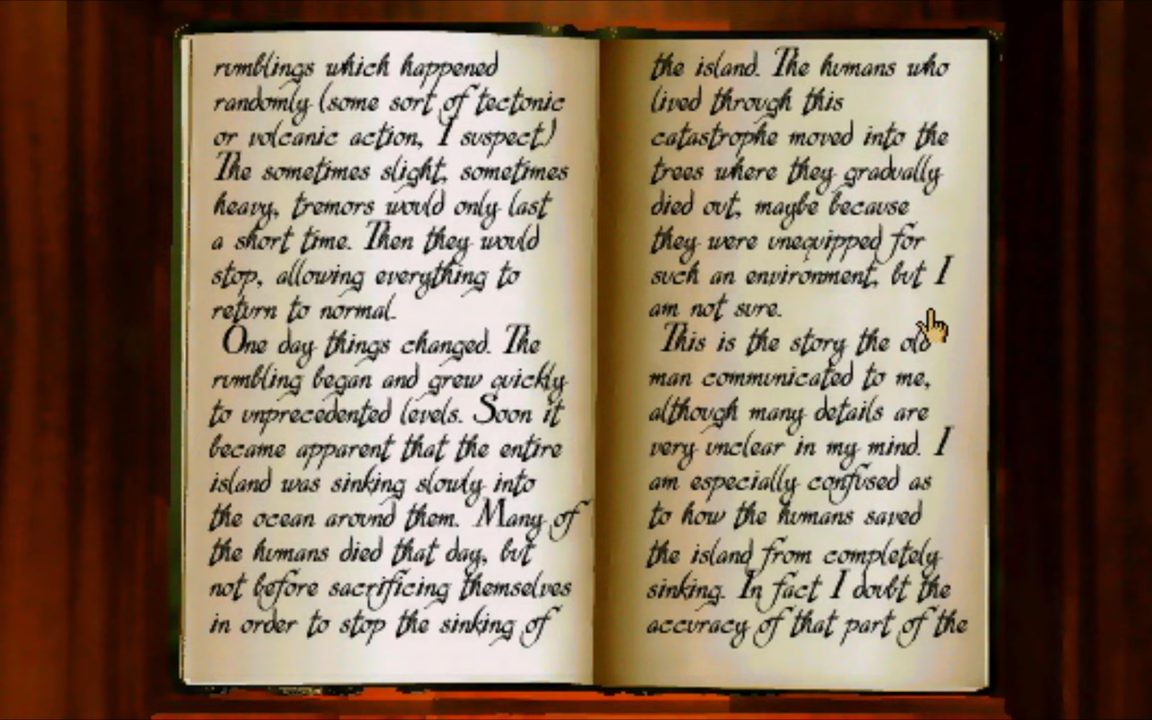 rumblings which happened
randomly (some sort of tectonic
or volcanic action, I suspect.)
The sometimes slight, sometimes
heavy, tremors would only last
a short time. Then they would
stop, allowing everything to
return to normal.
One day things changed. The
rumbling began and grew quickly
to unprecedented levels. Soon it
became apparent that the entire
island was sinking slowly into
the ocean around them. Many of
the humans died that day, but
not before sacrificing themselves
in order to stop the sinking of
the island. The humans who
lived through this
catastrophe moved into the
trees where they gradually
died out, maybe because
they were unequipped for
such an environment, but I
am not sure.
This is the story the old
man communicated to me,
although many details are
very unclear in my mind. I
am especially confused as
to how the humans saved
the island from completely
sinking. In fact I doubt the
accuracy of that part of the